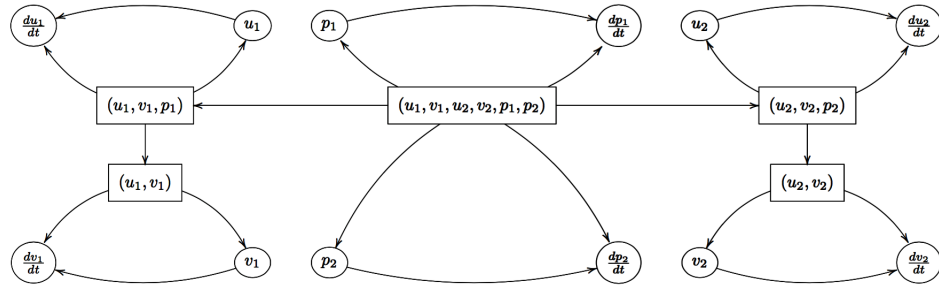 du₁/dt u₁ p₁ dp₁/dt u₂ du₂/dt
(u₁, v₁, p₁) (u₁, v₁, u₂, v₂, p₁, p₂) (u₂, v₂, p₂)
(u₁, v₁) (u₂, v₂)
dv₁/dt v₁ p₂ dp₂/dt v₂ dv₂/dt